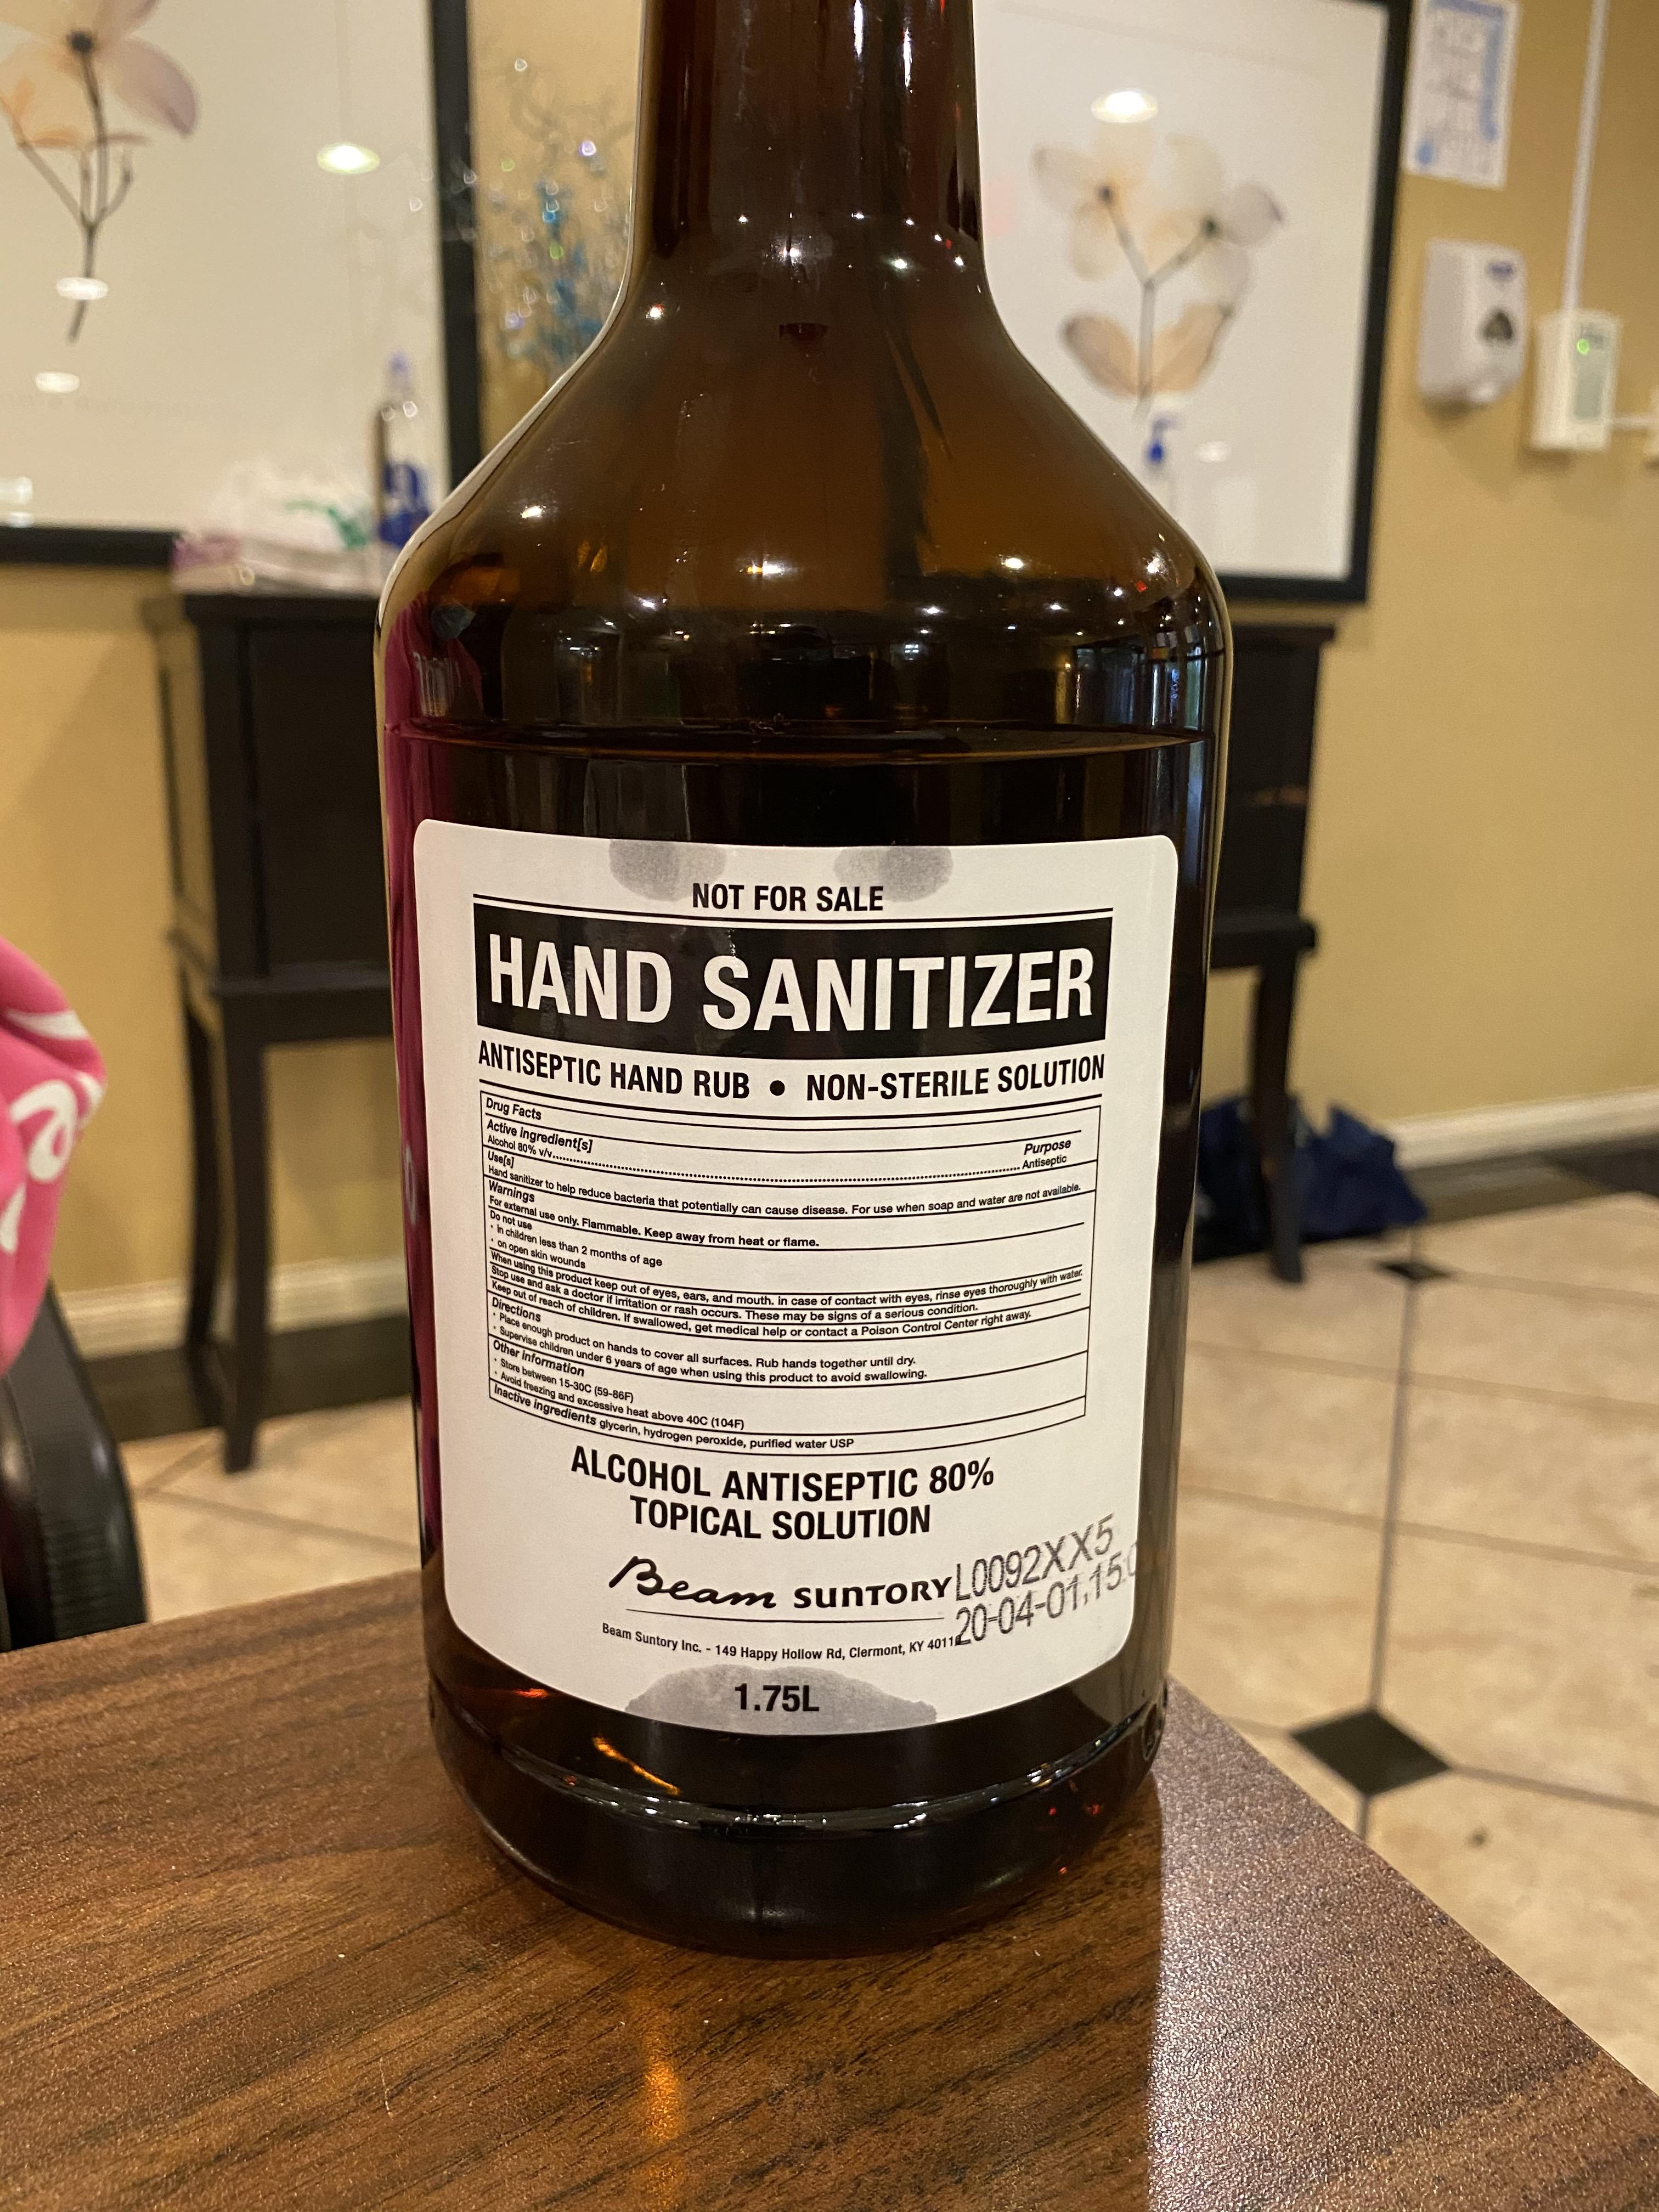 NOT FOR SALE
HAND SANITIZER
ANTISEPTIC HAND RUB • NON-STERILE SOLUTION
Drug Facts
Active ingredient[s] Purpose
Alcohol 80% v/v........................................................................................ Antiseptic
Use[s]
Hand sanitizer to help reduce bacteria that potentially can cause disease. For use when soap and water are not available.
Warnings
For external use only. Flammable. Keep away from heat or flame.
Do not use
· in children less than 2 months of age
· on open skin wounds
When using this product keep out of eyes, ears, and mouth. in case of contact with eyes, rinse eyes thoroughly with water.
Stop use and ask a doctor if irritation or rash occurs. These may be signs of a serious condition.
Keep out of reach of children. If swallowed, get medical help or contact a Poison Control Center right away.
Directions
· Place enough product on hands to cover all surfaces. Rub hands together until dry.
· Supervise children under 6 years of age when using this product to avoid swallowing.
Other information
· Store between 15-30C (59-86F)
· Avoid freezing and excessive heat above 40C (104F)
Inactive ingredients glycerin, hydrogen peroxide, purified water USP
ALCOHOL ANTISEPTIC 80%
TOPICAL SOLUTION
Beam SUNTORY
L0092XX5
20-04-01,15:0
Beam Suntory Inc. - 149 Happy Hollow Rd, Clermont, KY 40110
1.75L